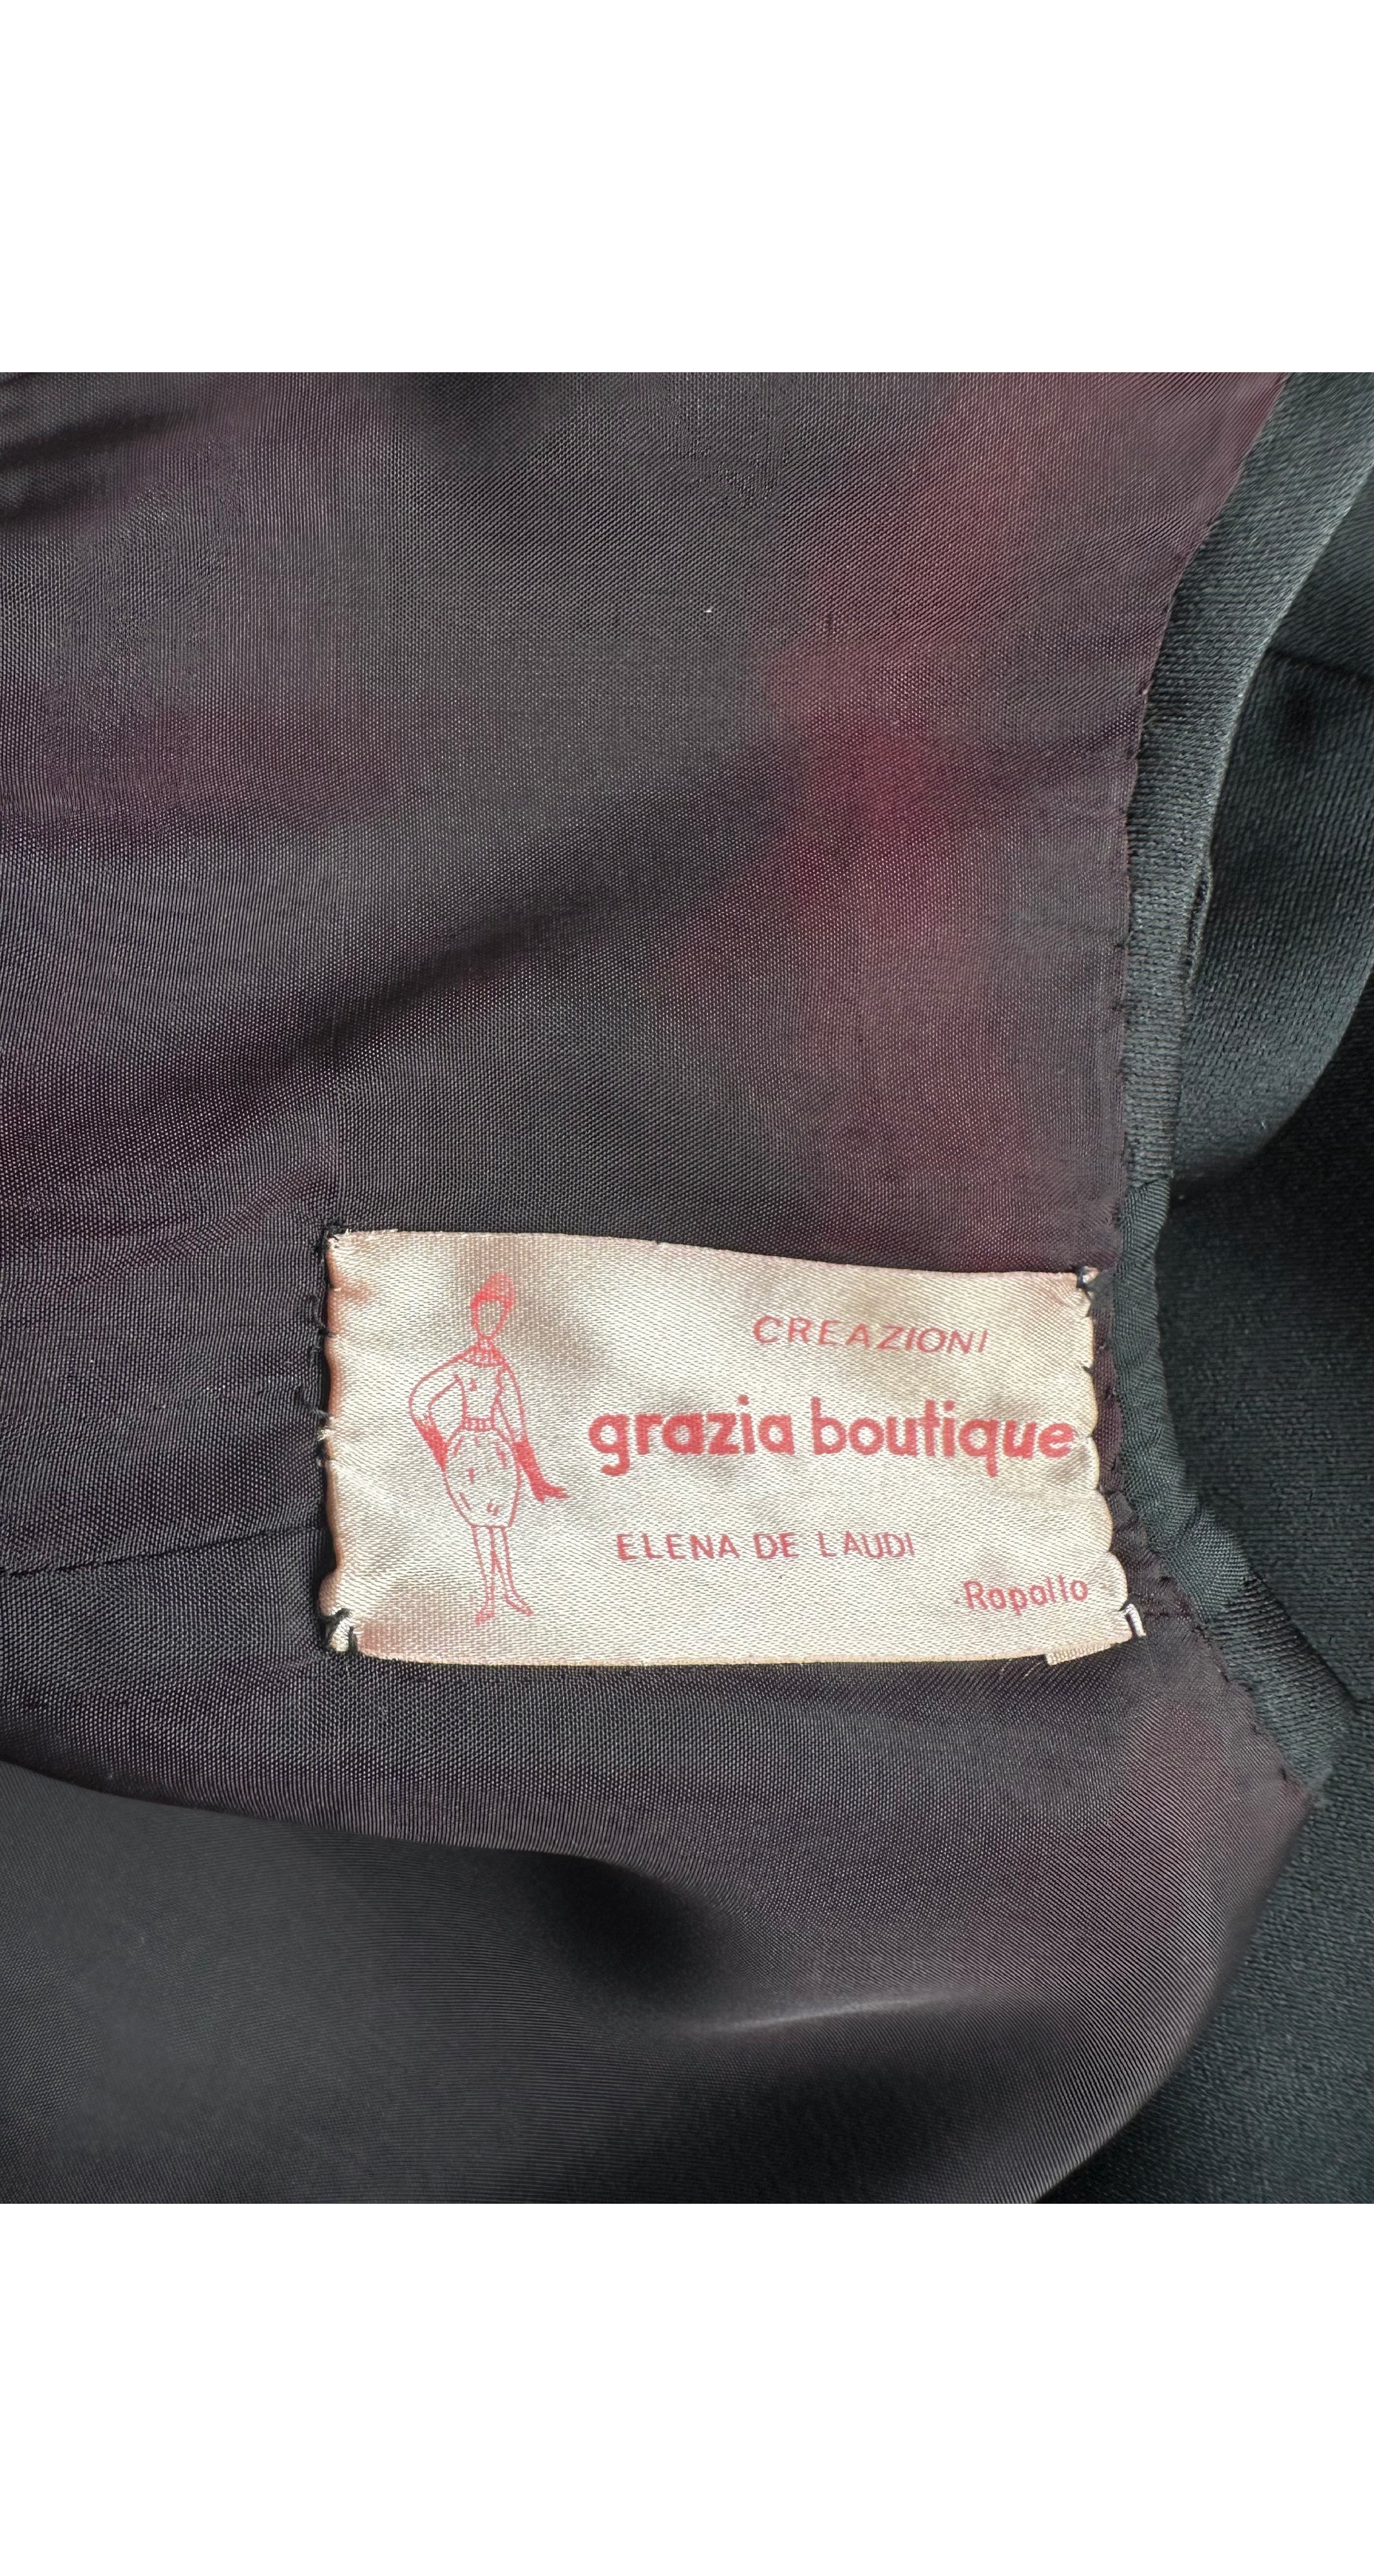 CREAZIONI
grazia boutique
ELENA DE LAUDI
Rapallo